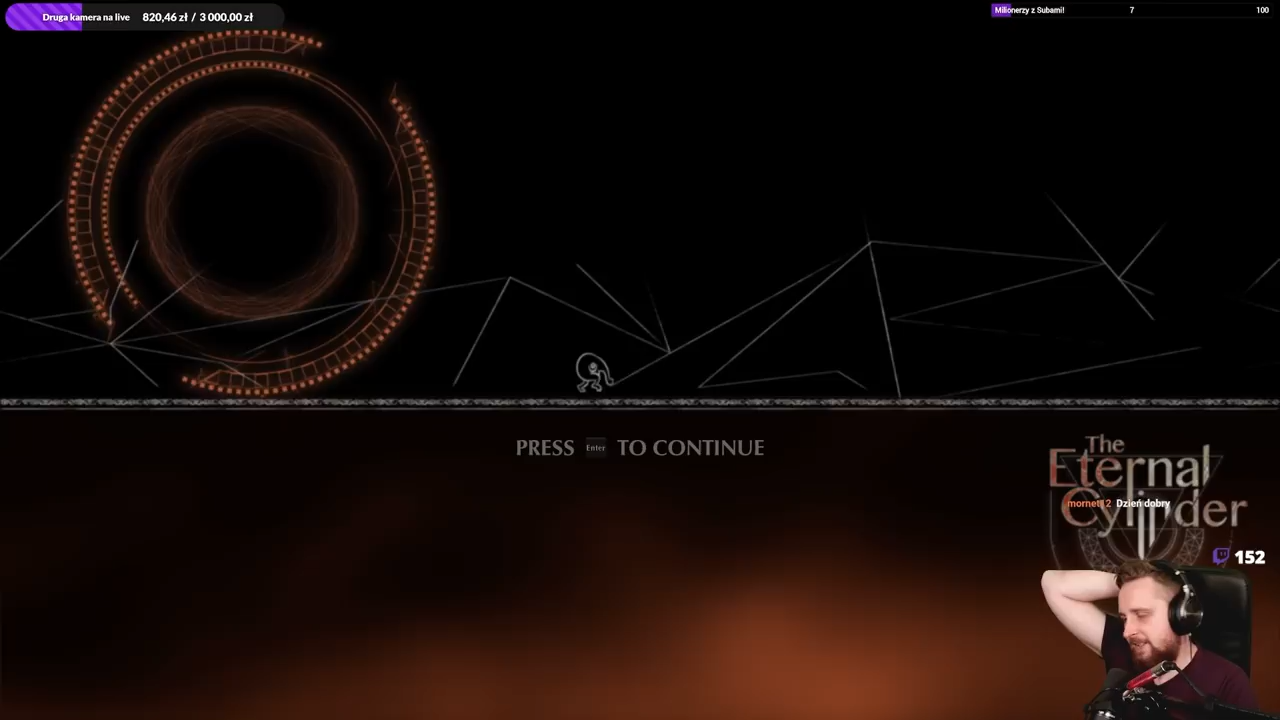 Druga kamera na live 820,46 zł / 3 000,00 zł
Milionerzy z Subami! 7 100
PRESS Enter TO CONTINUE
The
Eternal
Cylinder
mornet12 Dzień dobry
152